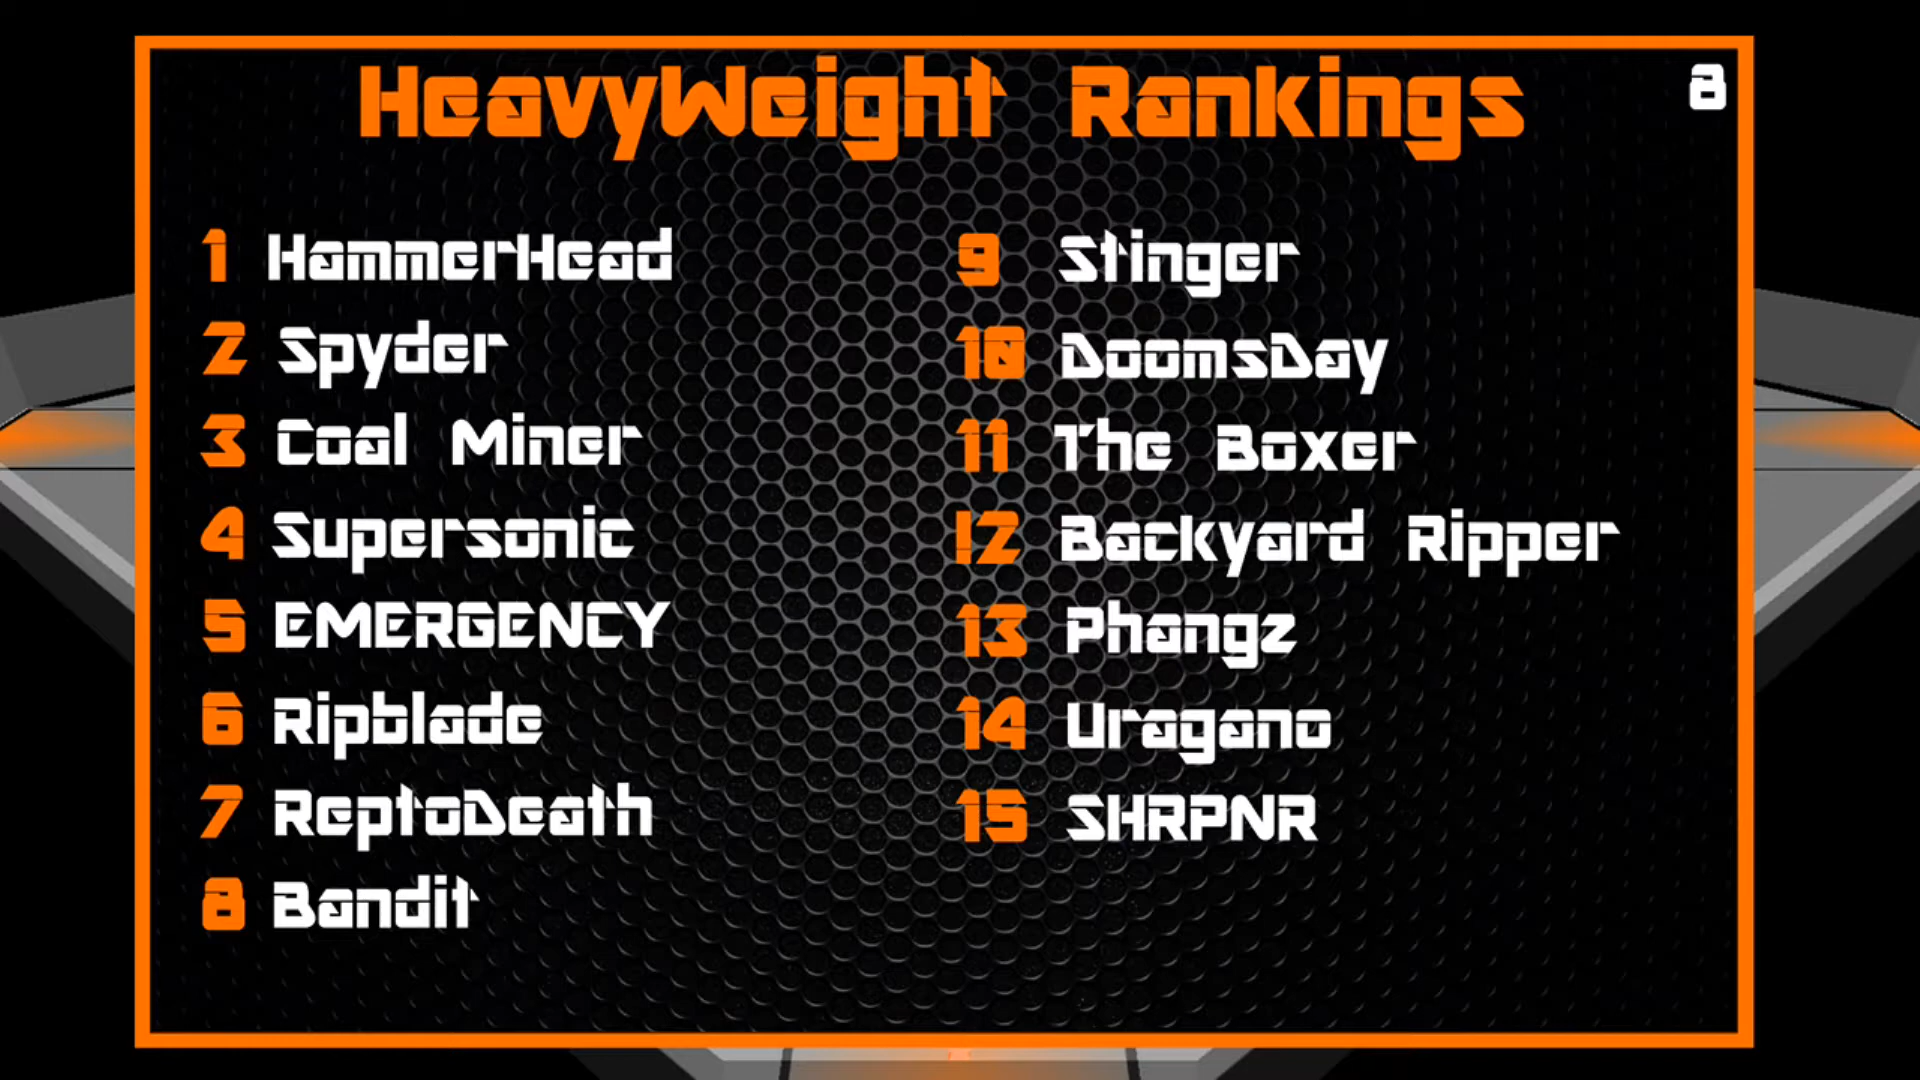 HeavyWeight Rankings
8
1 HammerHead
2 Spyder
3 Coal Miner
4 Supersonic
5 EMERGENCY
6 Ripblade
7 ReptoDeath
8 Bandit
9 Stinger
10 DoomsDay
11 The Boxer
12 Backyard Ripper
13 Phangz
14 Uragano
15 SHRPNR